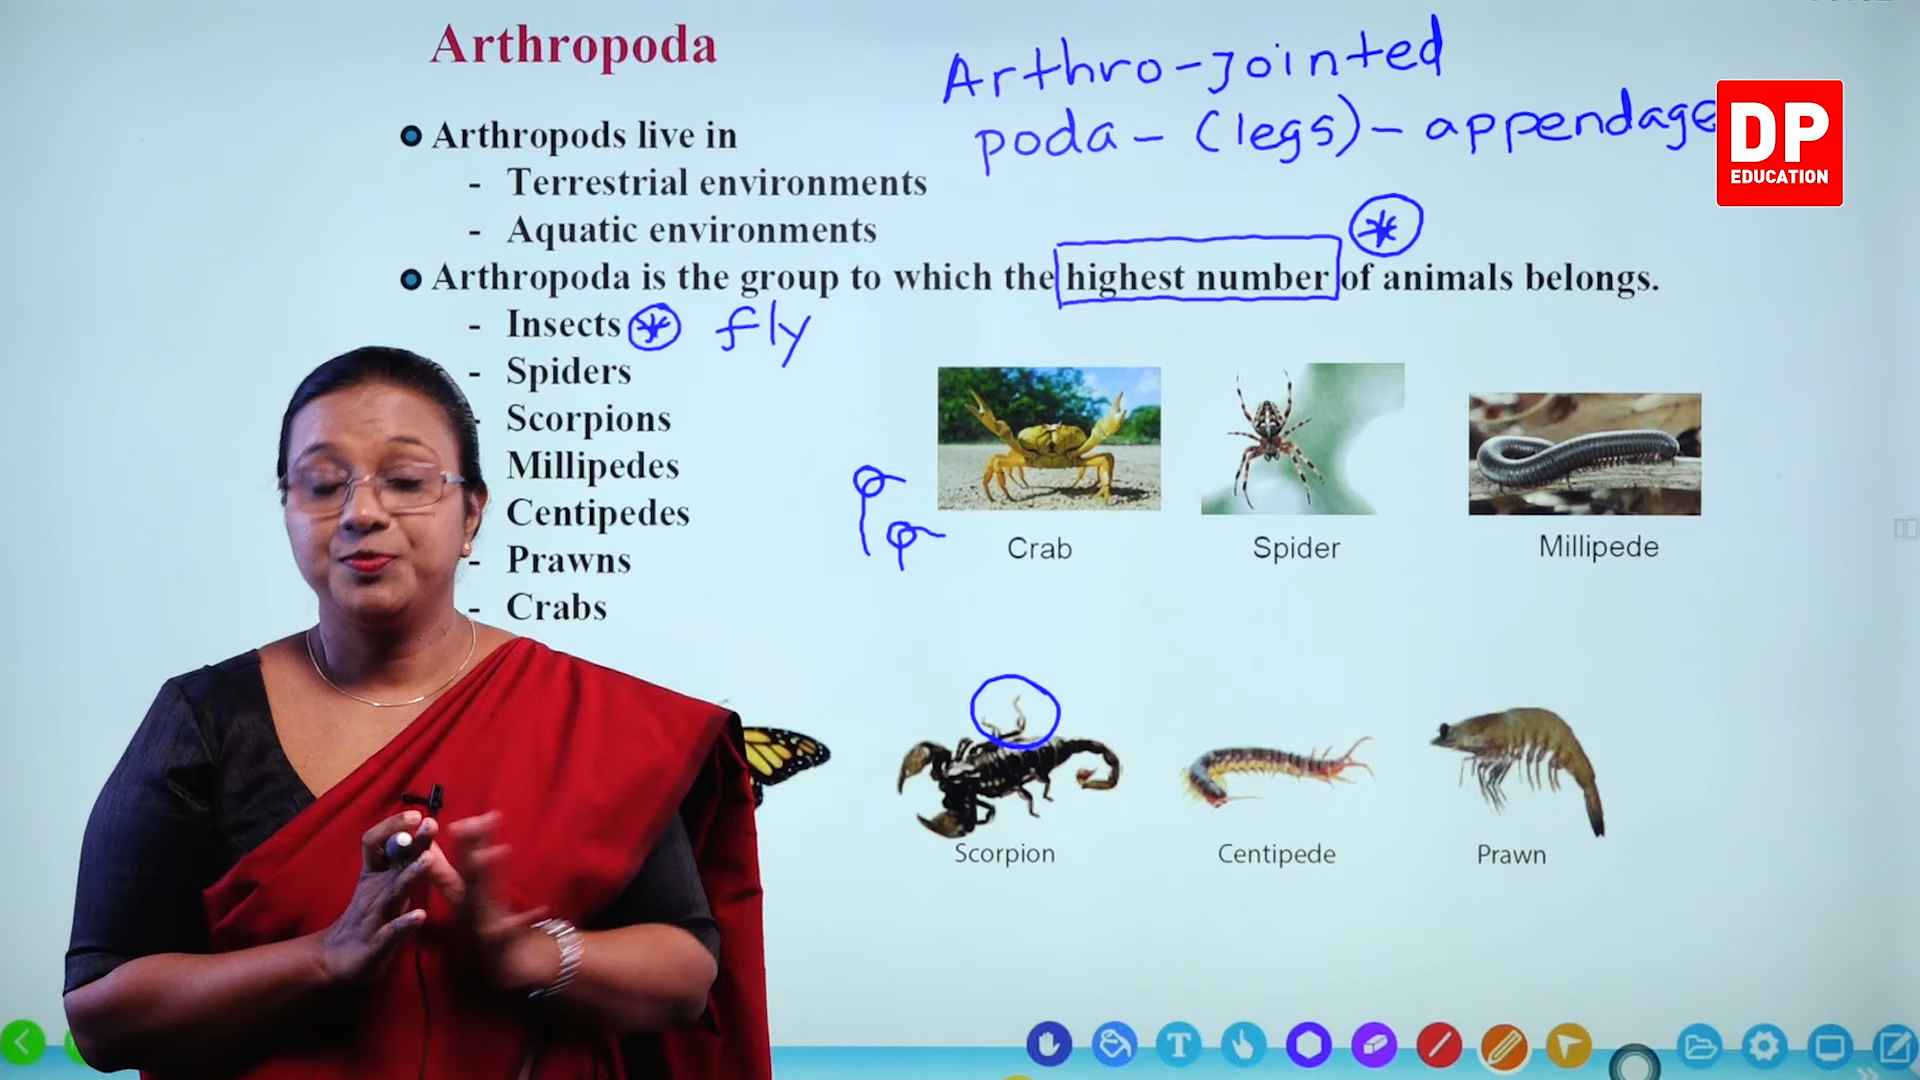 Arthropoda
Arthro-jointed
poda - (legs) - appendage
DP
EDUCATION
Arthropods live in
- Terrestrial environments
- Aquatic environments
Arthropoda is the group to which the highest number of animals belongs.
- Insects fly
- Spiders
- Scorpions
Millipedes
Centipedes
- Prawns
- Crabs
Crab
Spider
Millipede
Scorpion
Centipede
Prawn
T